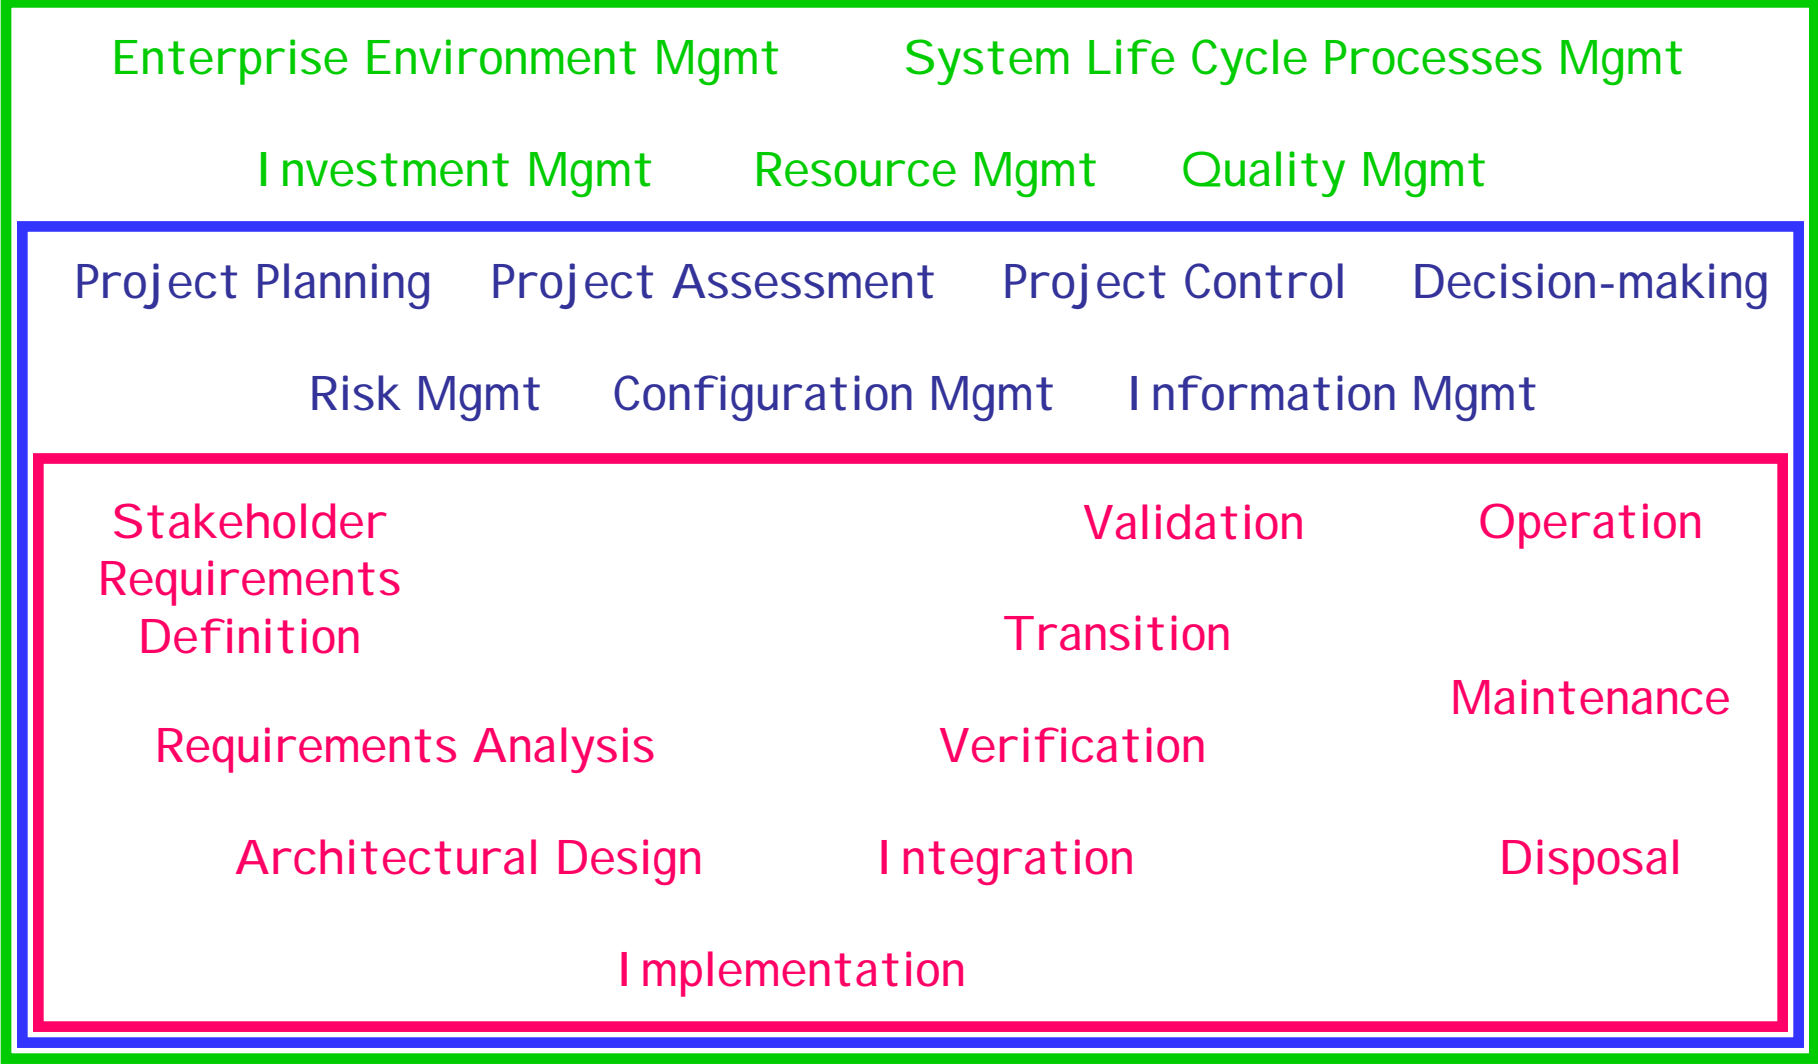 Enterprise Environment Mgmt System Life Cycle Processes Mgmt
Investment Mgmt Resource Mgmt Quality Mgmt
Project Planning Project Assessment Project Control Decision-making
Risk Mgmt Configuration Mgmt Information Mgmt
Stakeholder
Requirements
Definition
Validation
Operation
Transition
Maintenance
Requirements Analysis
Verification
Architectural Design
Integration
Disposal
Implementation